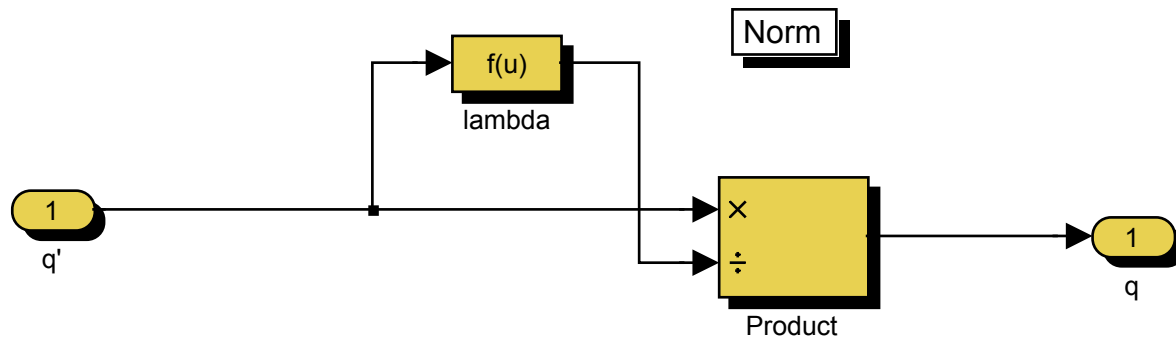 Norm
f(u)
lambda
1
q'
×
÷
Product
1
q